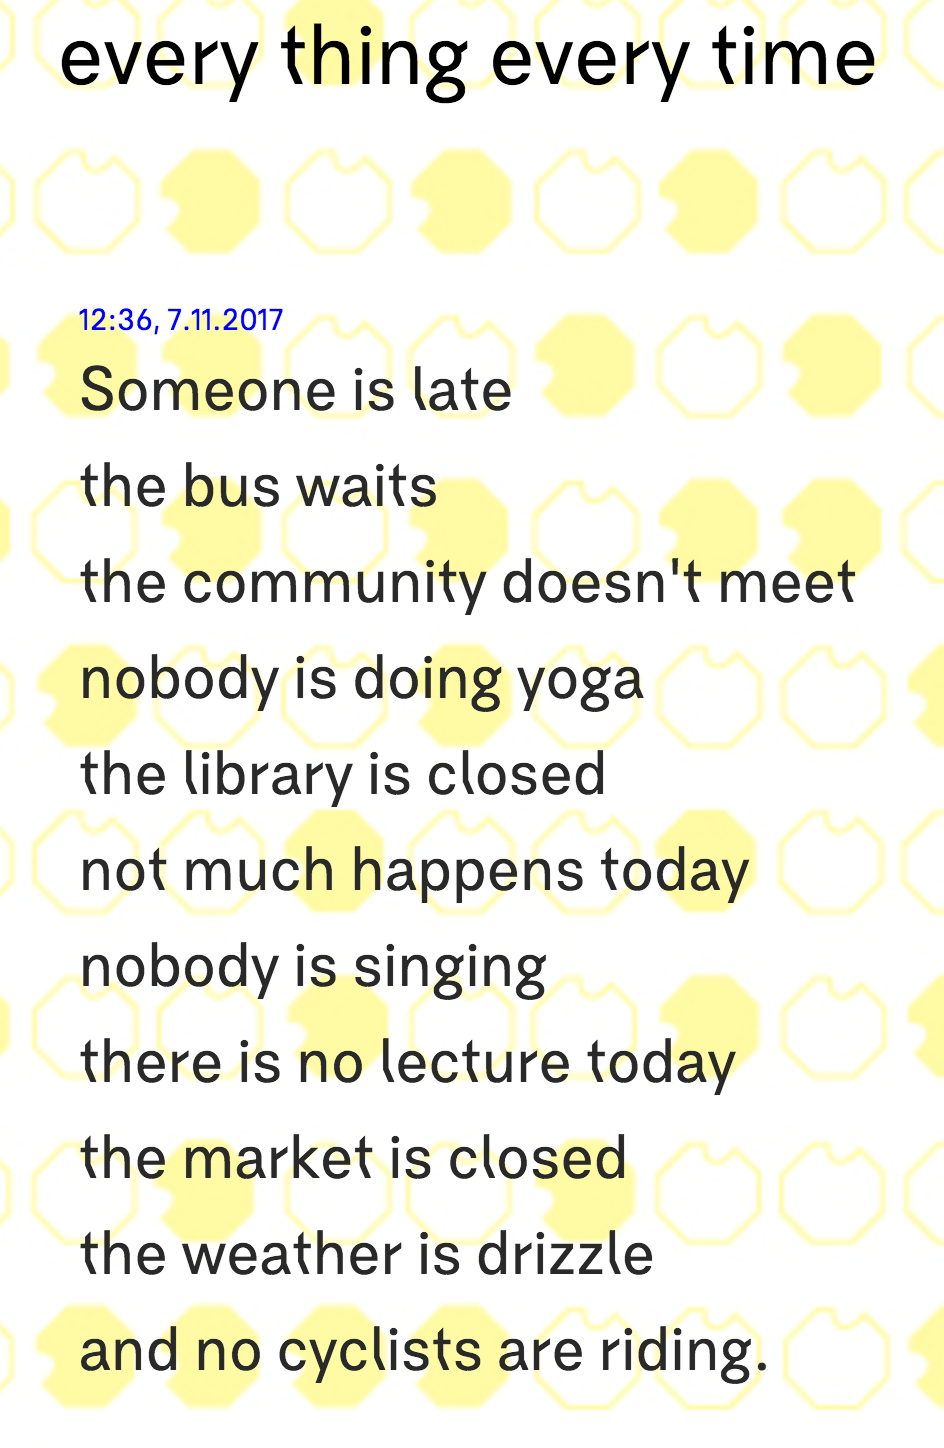 every thing every time
12:36, 7.11.2017
Someone is late
the bus waits
the community doesn't meet
nobody is doing yoga
the library is closed
not much happens today
nobody is singing
there is no lecture today
the market is closed
the weather is drizzle
and no cyclists are riding.